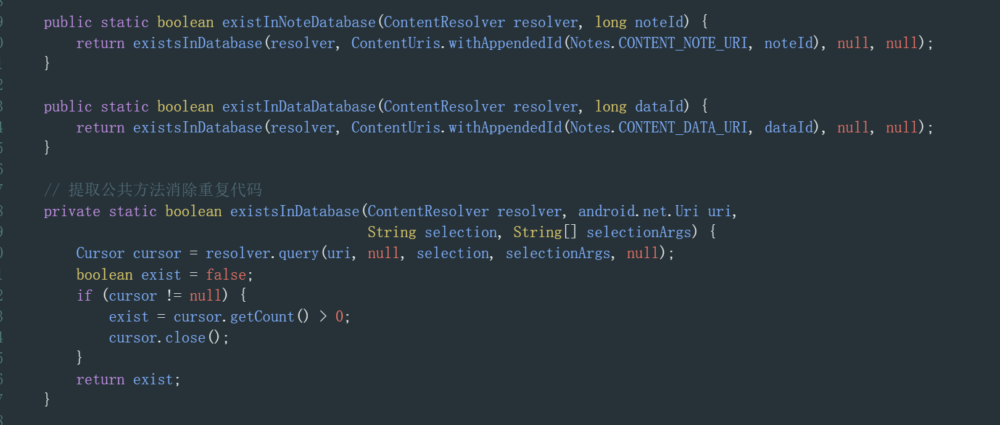 public static boolean existInNoteDatabase(ContentResolver resolver, long noteId) {
return existsInDatabase(resolver, ContentUris.withAppendedId(Notes.CONTENT_NOTE_URI, noteId), null, null);
}
public static boolean existInDataDatabase(ContentResolver resolver, long dataId) {
return existsInDatabase(resolver, ContentUris.withAppendedId(Notes.CONTENT_DATA_URI, dataId), null, null);
}
// 提取公共方法消除重复代码
private static boolean existsInDatabase(ContentResolver resolver, android.net.Uri uri,
String selection, String[] selectionArgs) {
Cursor cursor = resolver.query(uri, null, selection, selectionArgs, null);
boolean exist = false;
if (cursor != null) {
exist = cursor.getCount() > 0;
cursor.close();
}
return exist;
}